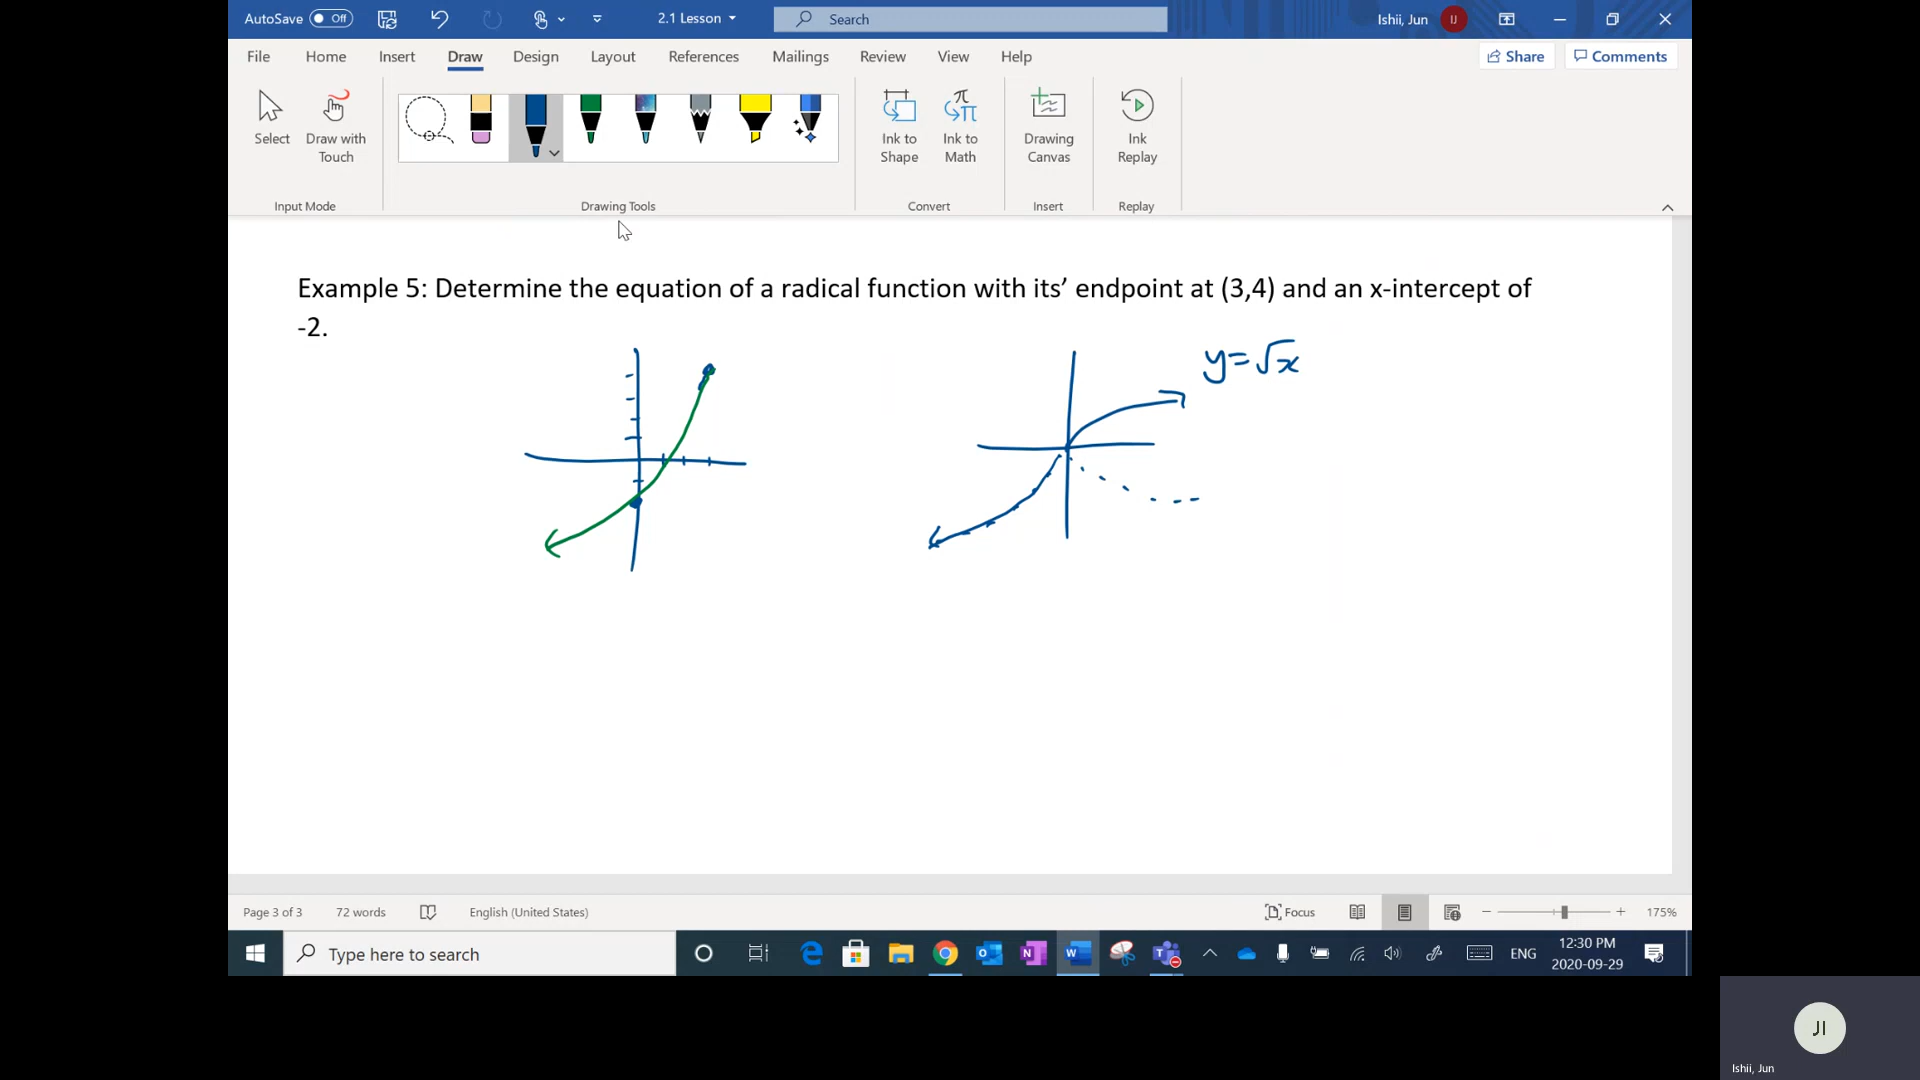 AutoSave Off 2.1 Lesson Search Ishii, Jun IJ
File Home Insert Draw Design Layout References Mailings Review View Help Share Comments
Select
Draw with
Touch
Ink to
Shape
Ink to
Math
Drawing
Canvas
Ink
Replay
Input Mode Drawing Tools Convert Insert Replay
Example 5: Determine the equation of a radical function with its’ endpoint at (3,4) and an x-intercept of
-2.
y=√x
Page 3 of 3 72 words English (United States) Focus 175%
Type here to search ENG 12:30 PM
2020-09-29
JI
Ishii, Jun